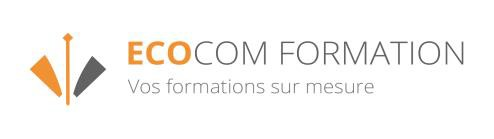 ECOCOM FORMATION
Vos formations sur mesure